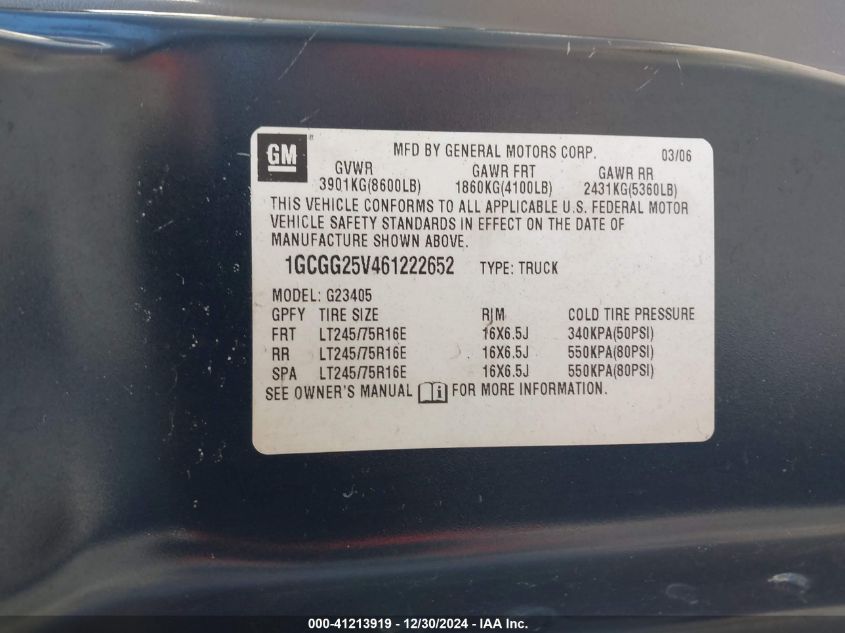 GM
MFD BY GENERAL MOTORS CORP. 03/06
GVWR GAWR FRT GAWR RR
3901KG(8600LB) 1860KG(4100LB) 2431KG(5360LB)
THIS VEHICLE CONFORMS TO ALL APPLICABLE U.S. FEDERAL MOTOR
VEHICLE SAFETY STANDARDS IN EFFECT ON THE DATE OF
MANUFACTURE SHOWN ABOVE.
1GCGG25V461222652 TYPE: TRUCK
MODEL: G23405
GPFY TIRE SIZE RIM COLD TIRE PRESSURE
FRT LT245/75R16E 16X6.5J 340KPA(50PSI)
RR LT245/75R16E 16X6.5J 550KPA(80PSI)
SPA LT245/75R16E 16X6.5J 550KPA(80PSI)
SEE OWNER'S MANUAL i FOR MORE INFORMATION.
000-41213919 - 12/30/2024 - IAA Inc.